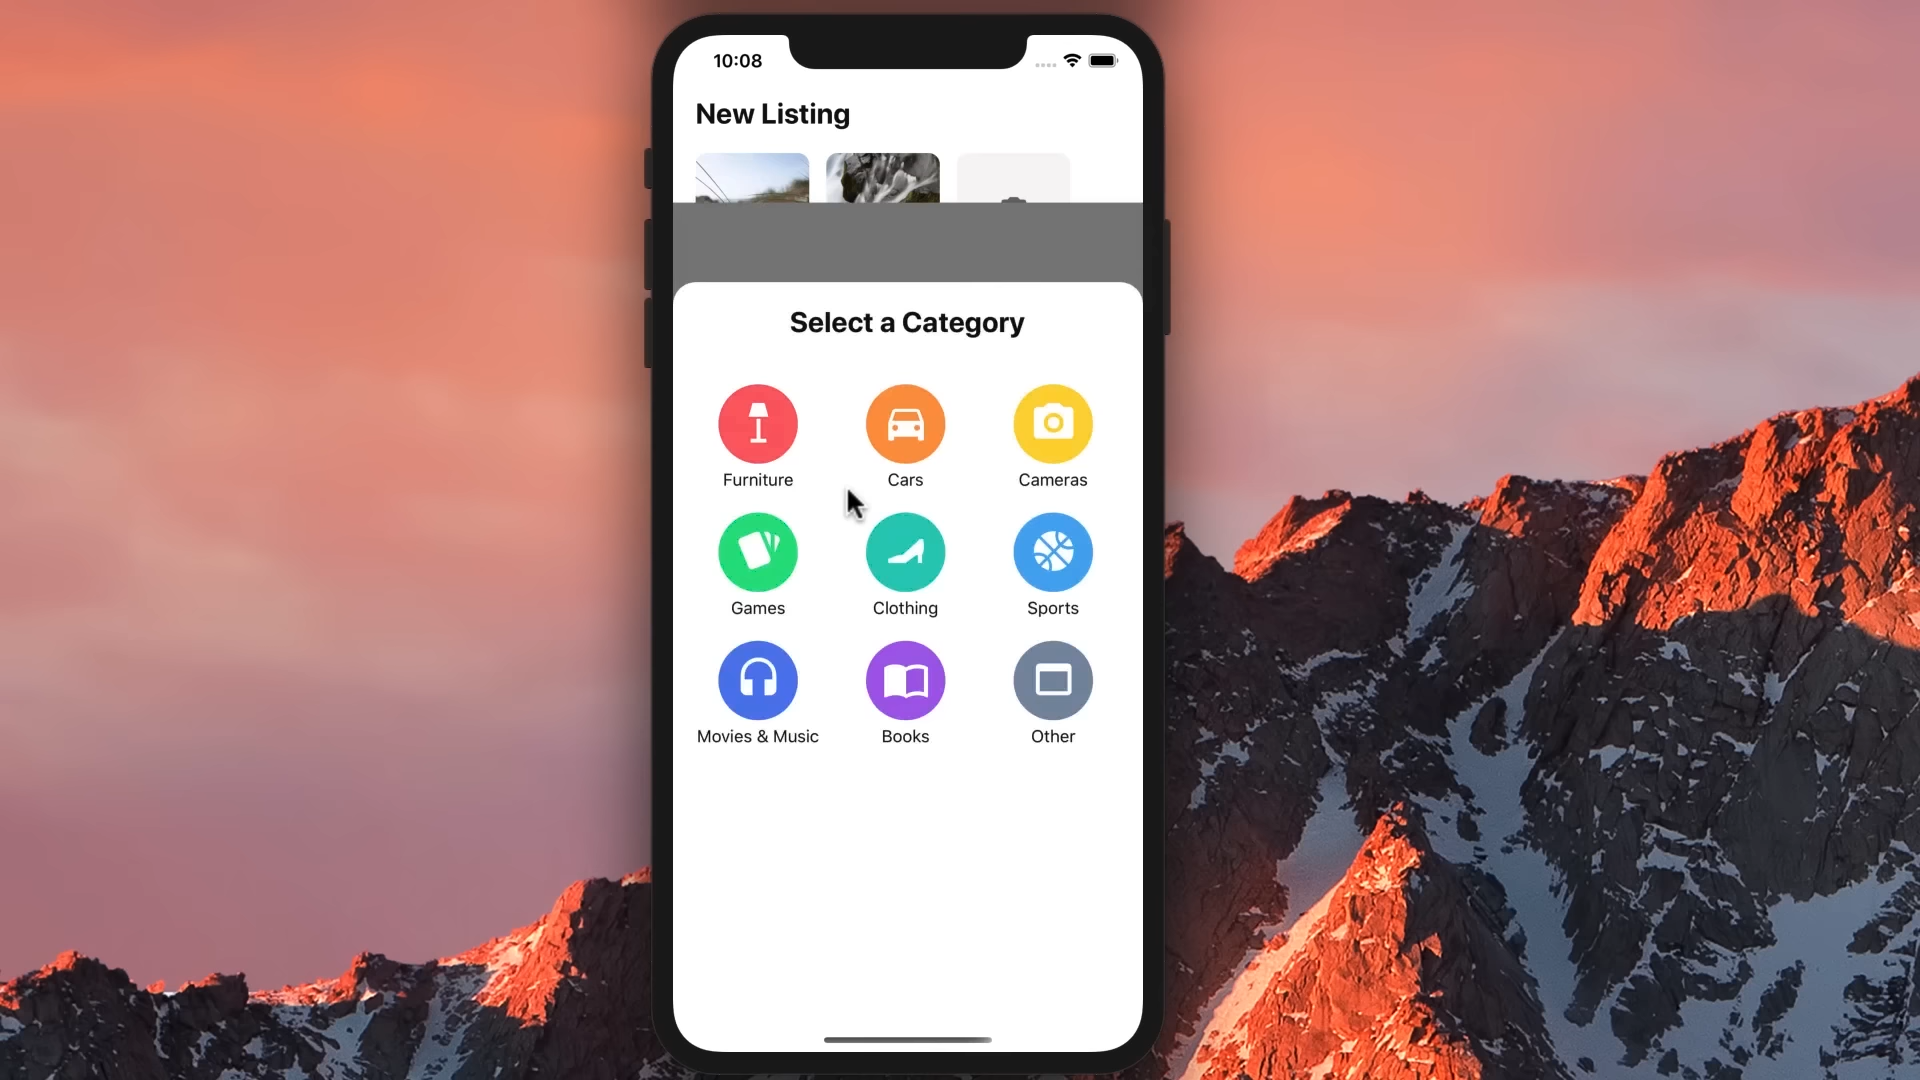 10:08
New Listing
Select a Category
Furniture
Cars
Cameras
Games
Clothing
Sports
Movies & Music
Books
Other